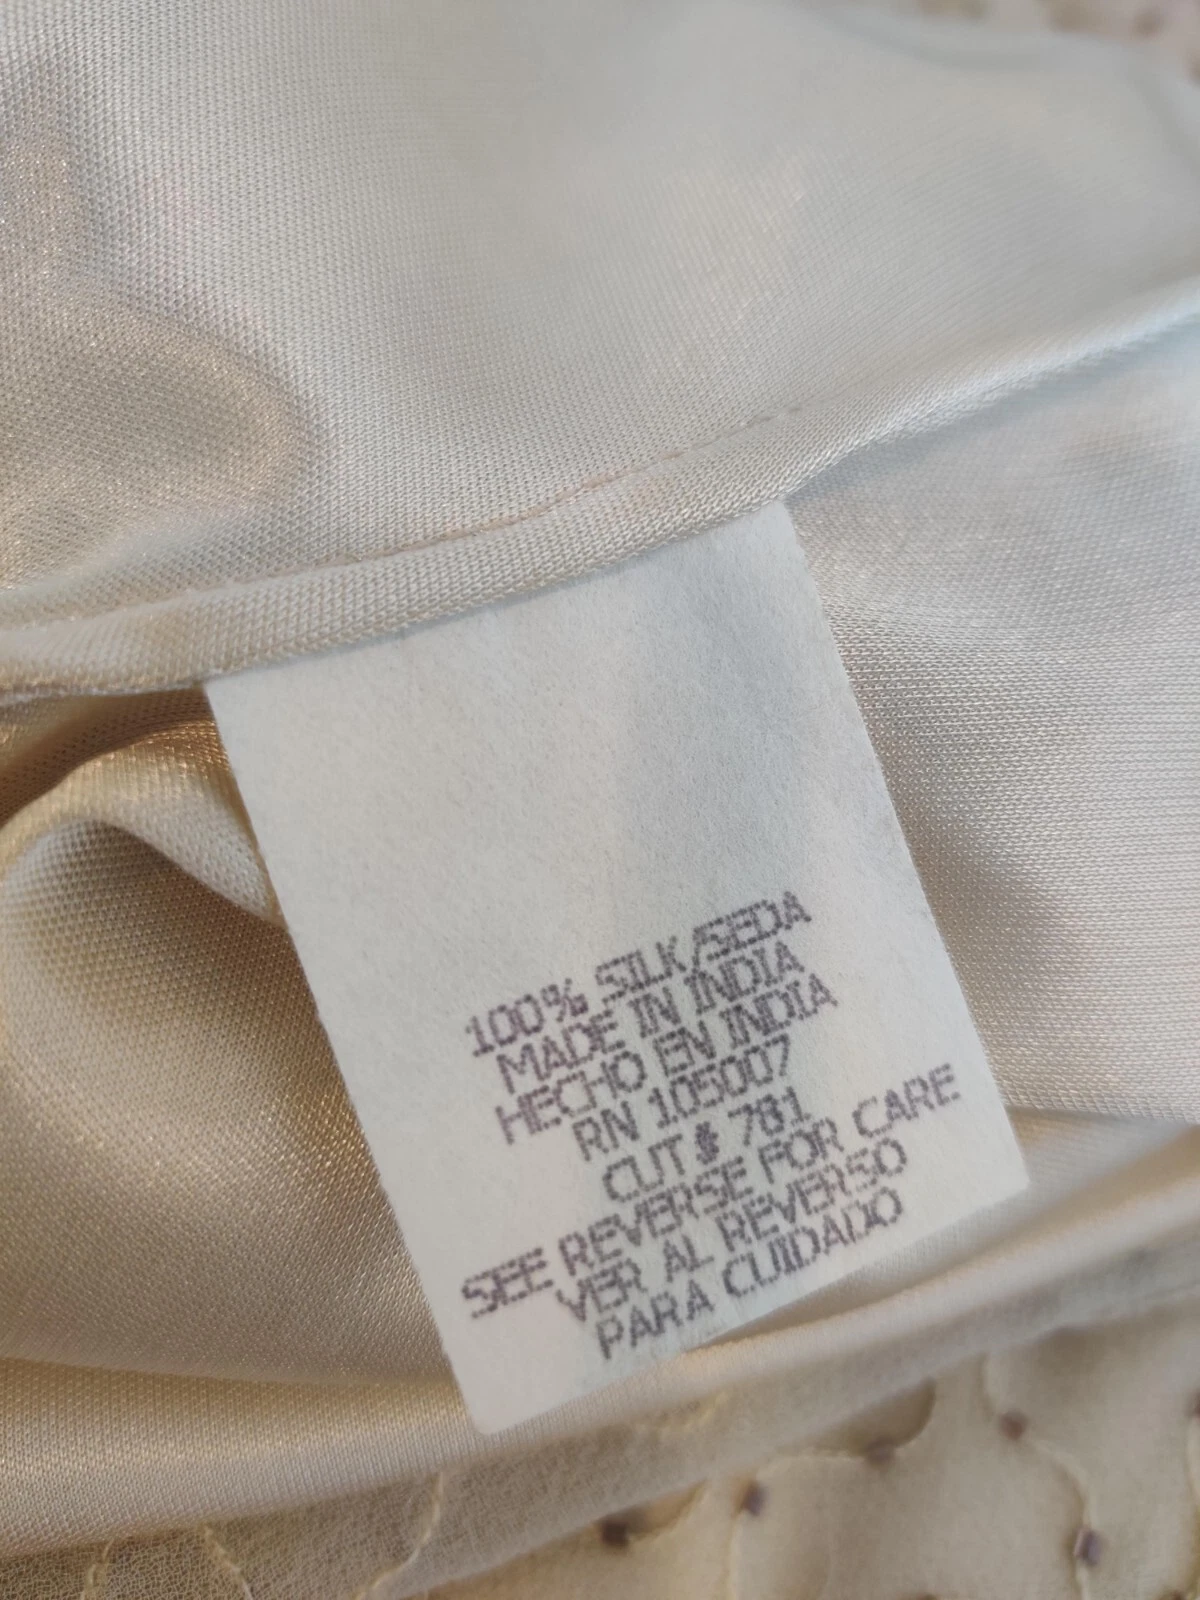 100% SILK/SEDA
MADE IN INDIA
HECHO EN INDIA
RN 105007
CUT # 781
SEE REVERSE FOR CARE
VER AL REVERSO
PARA CUIDADO